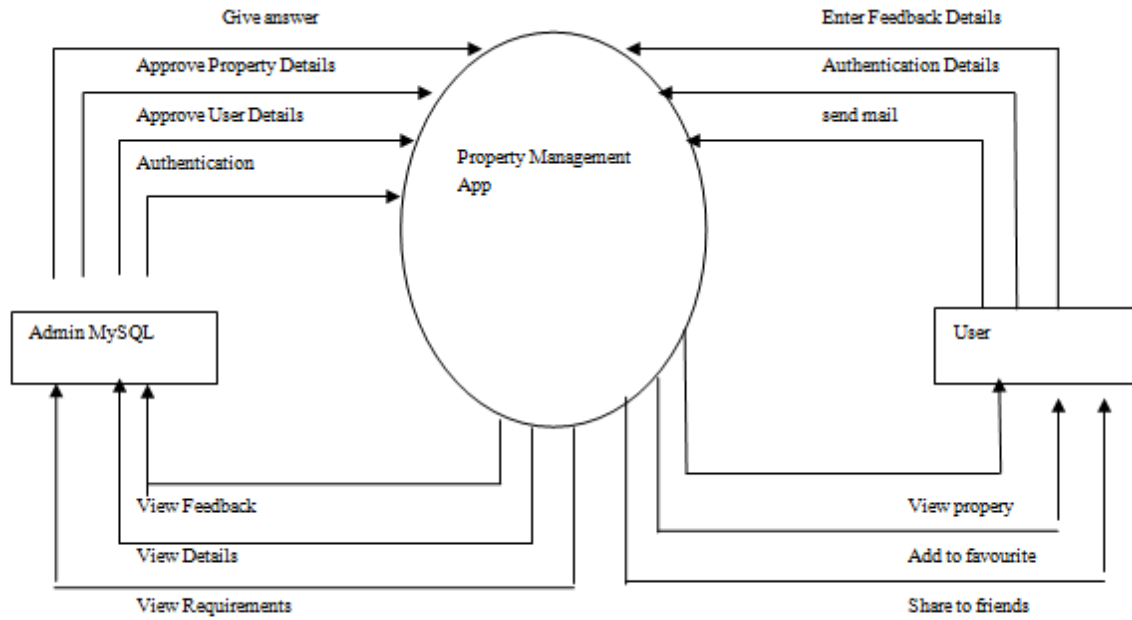 Give answer
Enter Feedback Details
Approve Property Details
Authentication Details
Approve User Details
send mail
Authentication
Property Management
App
Admin MySQL
User
View Feedback
View propery
View Details
Add to favourite
View Requirements
Share to friends